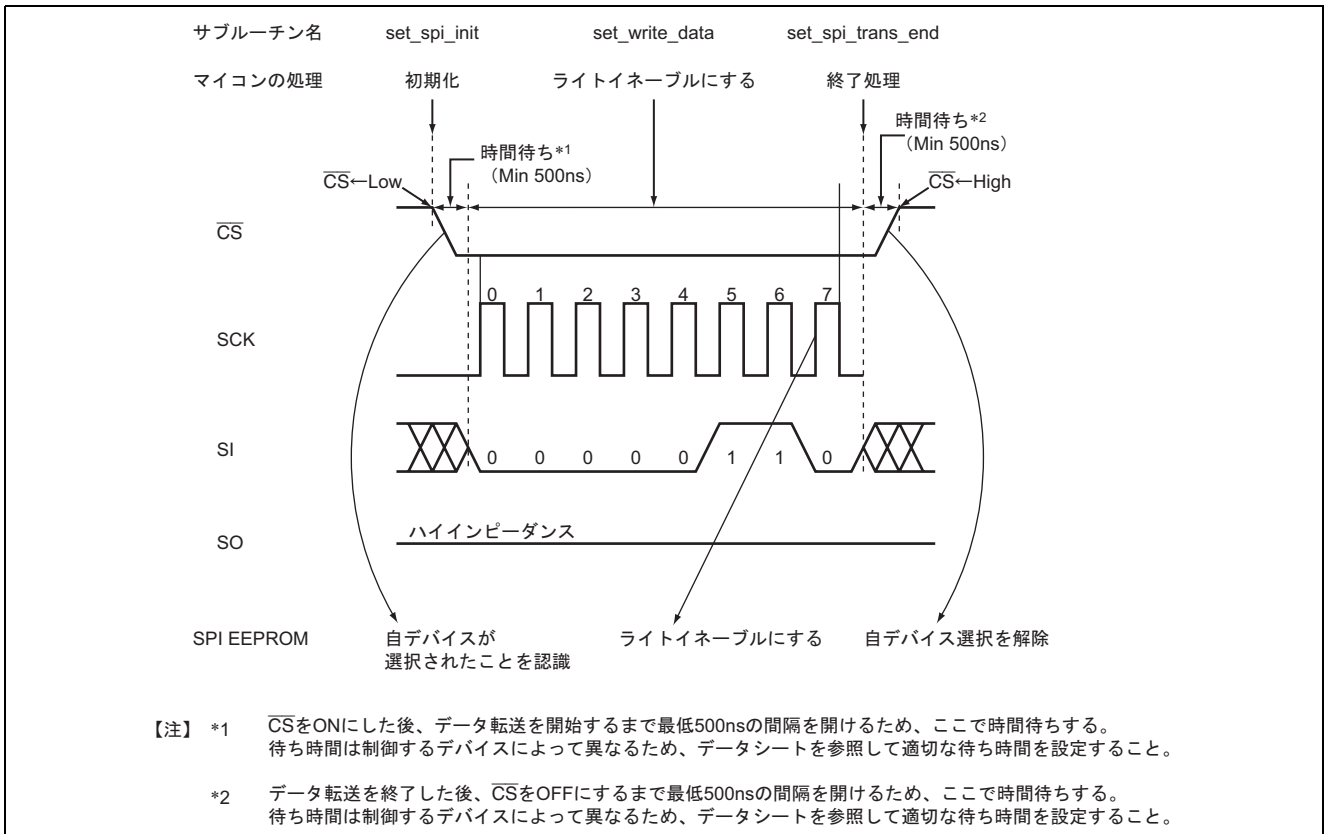 サブルーチン名 set_spi_init set_write_data set_spi_trans_end
マイコンの処理 初期化 ライトイネーブルにする 終了処理
時間待ち*2
(Min 500ns)
時間待ち*1
(Min 500ns)
C̅S̅←Low
C̅S̅←High
C̅S̅
0 1 2 3 4 5 6 7
SCK
SI
0 0 0 0 0 1 1 0
ハイインピーダンス
SO
SPI EEPROM 自デバイスが ライトイネーブルにする 自デバイス選択を解除
選択されたことを認識
【注】 *1 C̅S̅をONにした後、データ転送を開始するまで最低500nsの間隔を開けるため、ここで時間待ちする。
待ち時間は制御するデバイスによって異なるため、データシートを参照して適切な待ち時間を設定すること。
*2 データ転送を終了した後、C̅S̅をOFFにするまで最低500nsの間隔を開けるため、ここで時間待ちする。
待ち時間は制御するデバイスによって異なるため、データシートを参照して適切な待ち時間を設定すること。